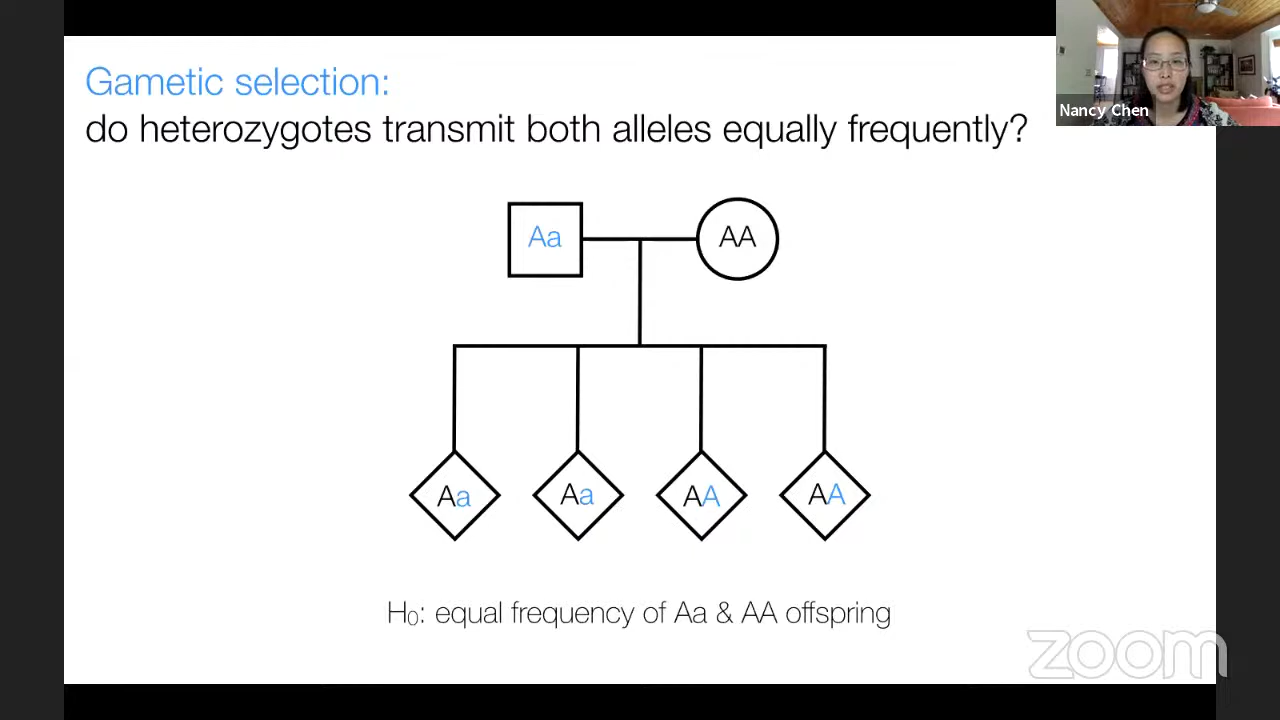 Gametic selection:
do heterozygotes transmit both alleles equally frequently?
Nancy Chen
Aa
AA
Aa
Aa
AA
AA
H₀: equal frequency of Aa & AA offspring
zoom